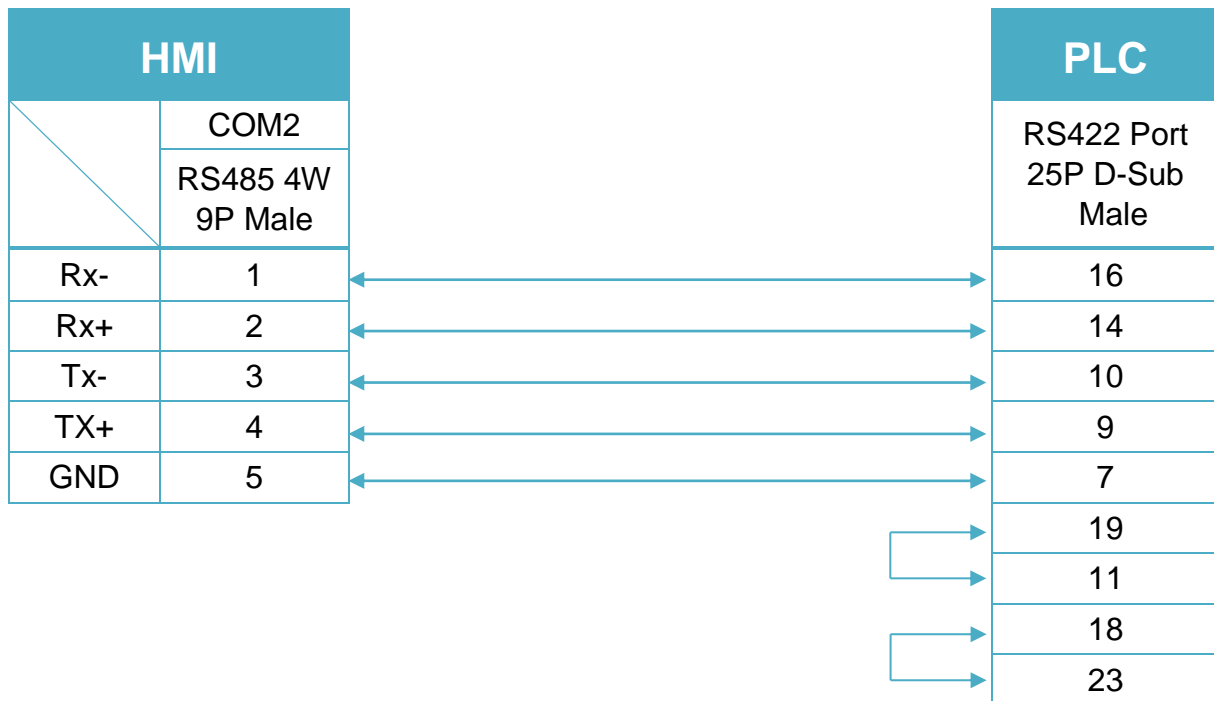 HMI
PLC
COM2
RS485 4W
9P Male
RS422 Port
25P D-Sub
Male
Rx- 1 16
Rx+ 2 14
Tx- 3 10
TX+ 4 9
GND 5 7
19
11
18
23